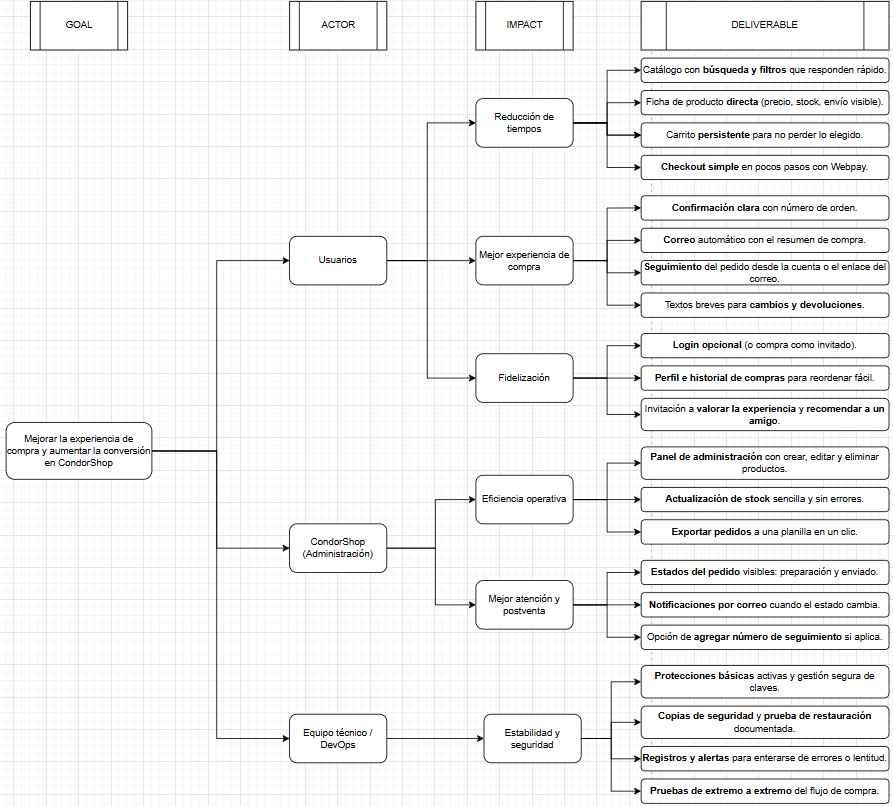 GOAL
ACTOR
IMPACT
DELIVERABLE
Mejorar la experiencia de
compra y aumentar la conversión
en CondorShop
Usuarios
Reducción de
tiempos
Catálogo con búsqueda y filtros que responden rápido.
Ficha de producto directa (precio, stock, envío visible).
Carrito persistente para no perder lo elegido.
Checkout simple en pocos pasos con Webpay.
Mejor experiencia de
compra
Confirmación clara con número de orden.
Correo automático con el resumen de compra.
Seguimiento del pedido desde la cuenta o el enlace del
correo.
Textos breves para cambios y devoluciones.
Fidelización
Login opcional (o compra como invitado).
Perfil e historial de compras para reordenar fácil.
Invitación a valorar la experiencia y recomendar a un
amigo.
CondorShop
(Administración)
Eficiencia operativa
Panel de administración con crear, editar y eliminar
productos.
Actualización de stock sencilla y sin errores.
Exportar pedidos a una planilla en un clic.
Mejor atención y
postventa
Estados del pedido visibles: preparación y enviado.
Notificaciones por correo cuando el estado cambia.
Opción de agregar número de seguimiento si aplica.
Equipo técnico /
DevOps
Estabilidad y
seguridad
Protecciones básicas activas y gestión segura de
claves.
Copias de seguridad y prueba de restauración
documentada.
Registros y alertas para enterarse de errores o lentitud.
Pruebas de extremo a extremo del flujo de compra.